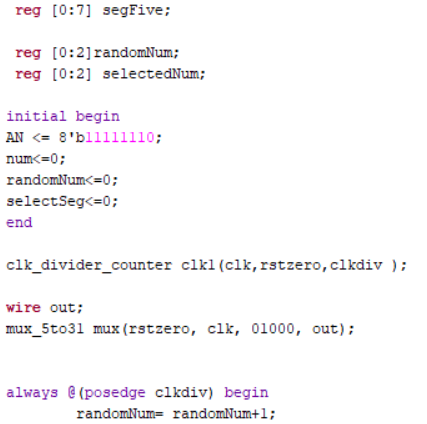 reg [0:7] segFive;
reg [0:2]randomNum;
reg [0:2] selectedNum;
initial begin
AN <= 8'b11111110;
num<=0;
randomNum<=0;
selectSeg<=0;
end
clk_divider_counter clk1(clk,rstzero,clkdiv );
wire out;
mux_5to31 mux(rstzero, clk, 01000, out);
always @(posedge clkdiv) begin
randomNum= randomNum+1;